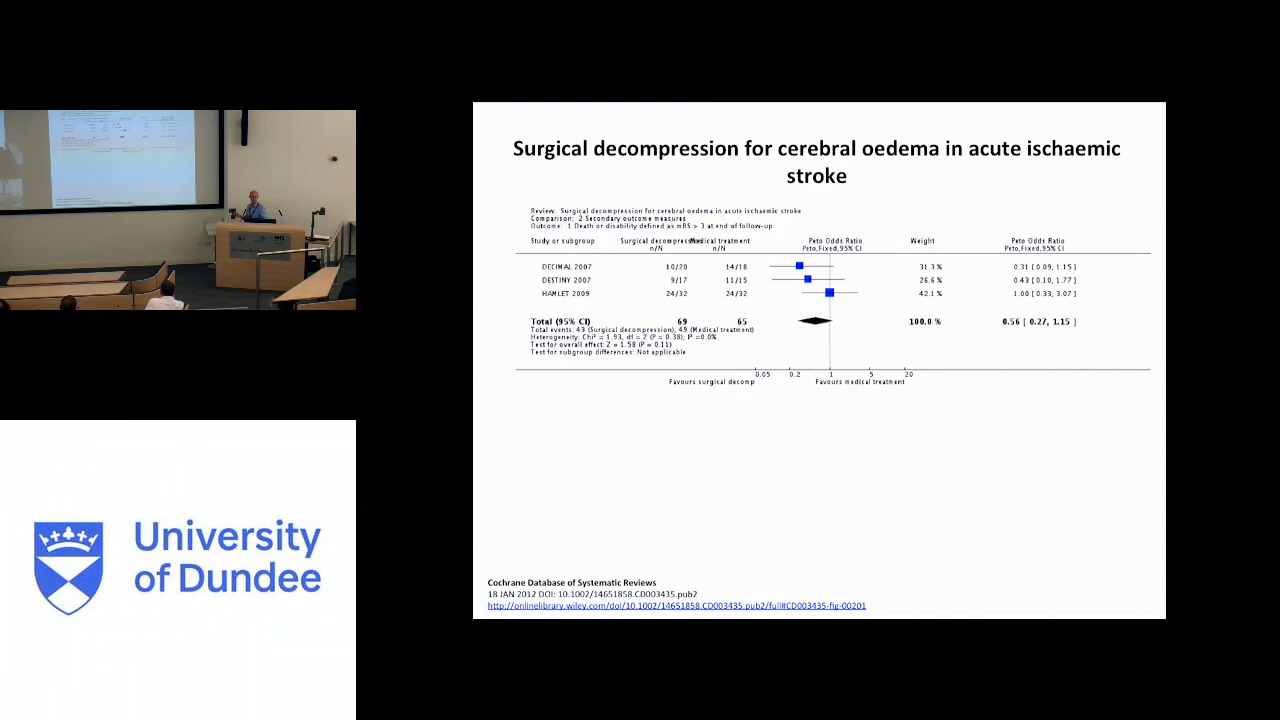 Surgical decompression for cerebral oedema in acute ischaemic
stroke
Review: Surgical decompression for cerebral oedema in acute ischaemic stroke
Comparison: 2 Secondary outcome measures
Outcome: 1 Death or disability defined as mRS > 3 at end of follow-up
Study or subgroup Surgical decompression Medical treatment Peto Odds Ratio Weight Peto Odds Ratio
n/N n/N Peto,Fixed,95% CI Peto,Fixed,95% CI
DECIMAL 2007 10/20 14/18 31.3 % 0.31 [ 0.09, 1.15 ]
DESTINY 2007 9/17 11/15 26.6 % 0.43 [ 0.10, 1.77 ]
HAMLET 2009 24/32 24/32 42.1 % 1.00 [ 0.33, 3.07 ]
Total (95% CI) 69 65 100.0 % 0.56 [ 0.27, 1.15 ]
Total events: 43 (Surgical decompression), 49 (Medical treatment)
Heterogeneity: Chi² = 1.93, df = 2 (P = 0.38); I² =0.0%
Test for overall effect: Z = 1.58 (P = 0.11)
Test for subgroup differences: Not applicable
0.05 0.2 1 5 20
Favours surgical decomp Favours medical treatment
University
of Dundee
Cochrane Database of Systematic Reviews
18 JAN 2012 DOI: 10.1002/14651858.CD003435.pub2
http://onlinelibrary.wiley.com/doi/10.1002/14651858.CD003435.pub2/full#CD003435-fig-00201